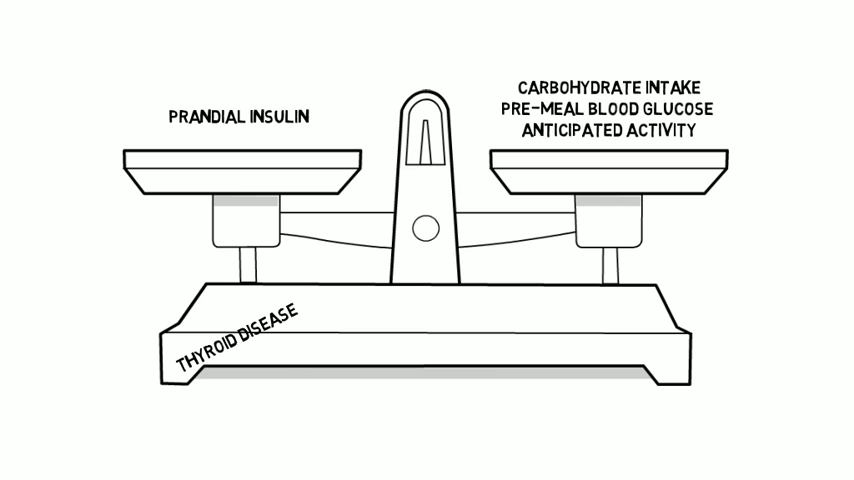 PRANDIAL INSULIN
CARBOHYDRATE INTAKE
PRE-MEAL BLOOD GLUCOSE
ANTICIPATED ACTIVITY
THYROID DISEASE